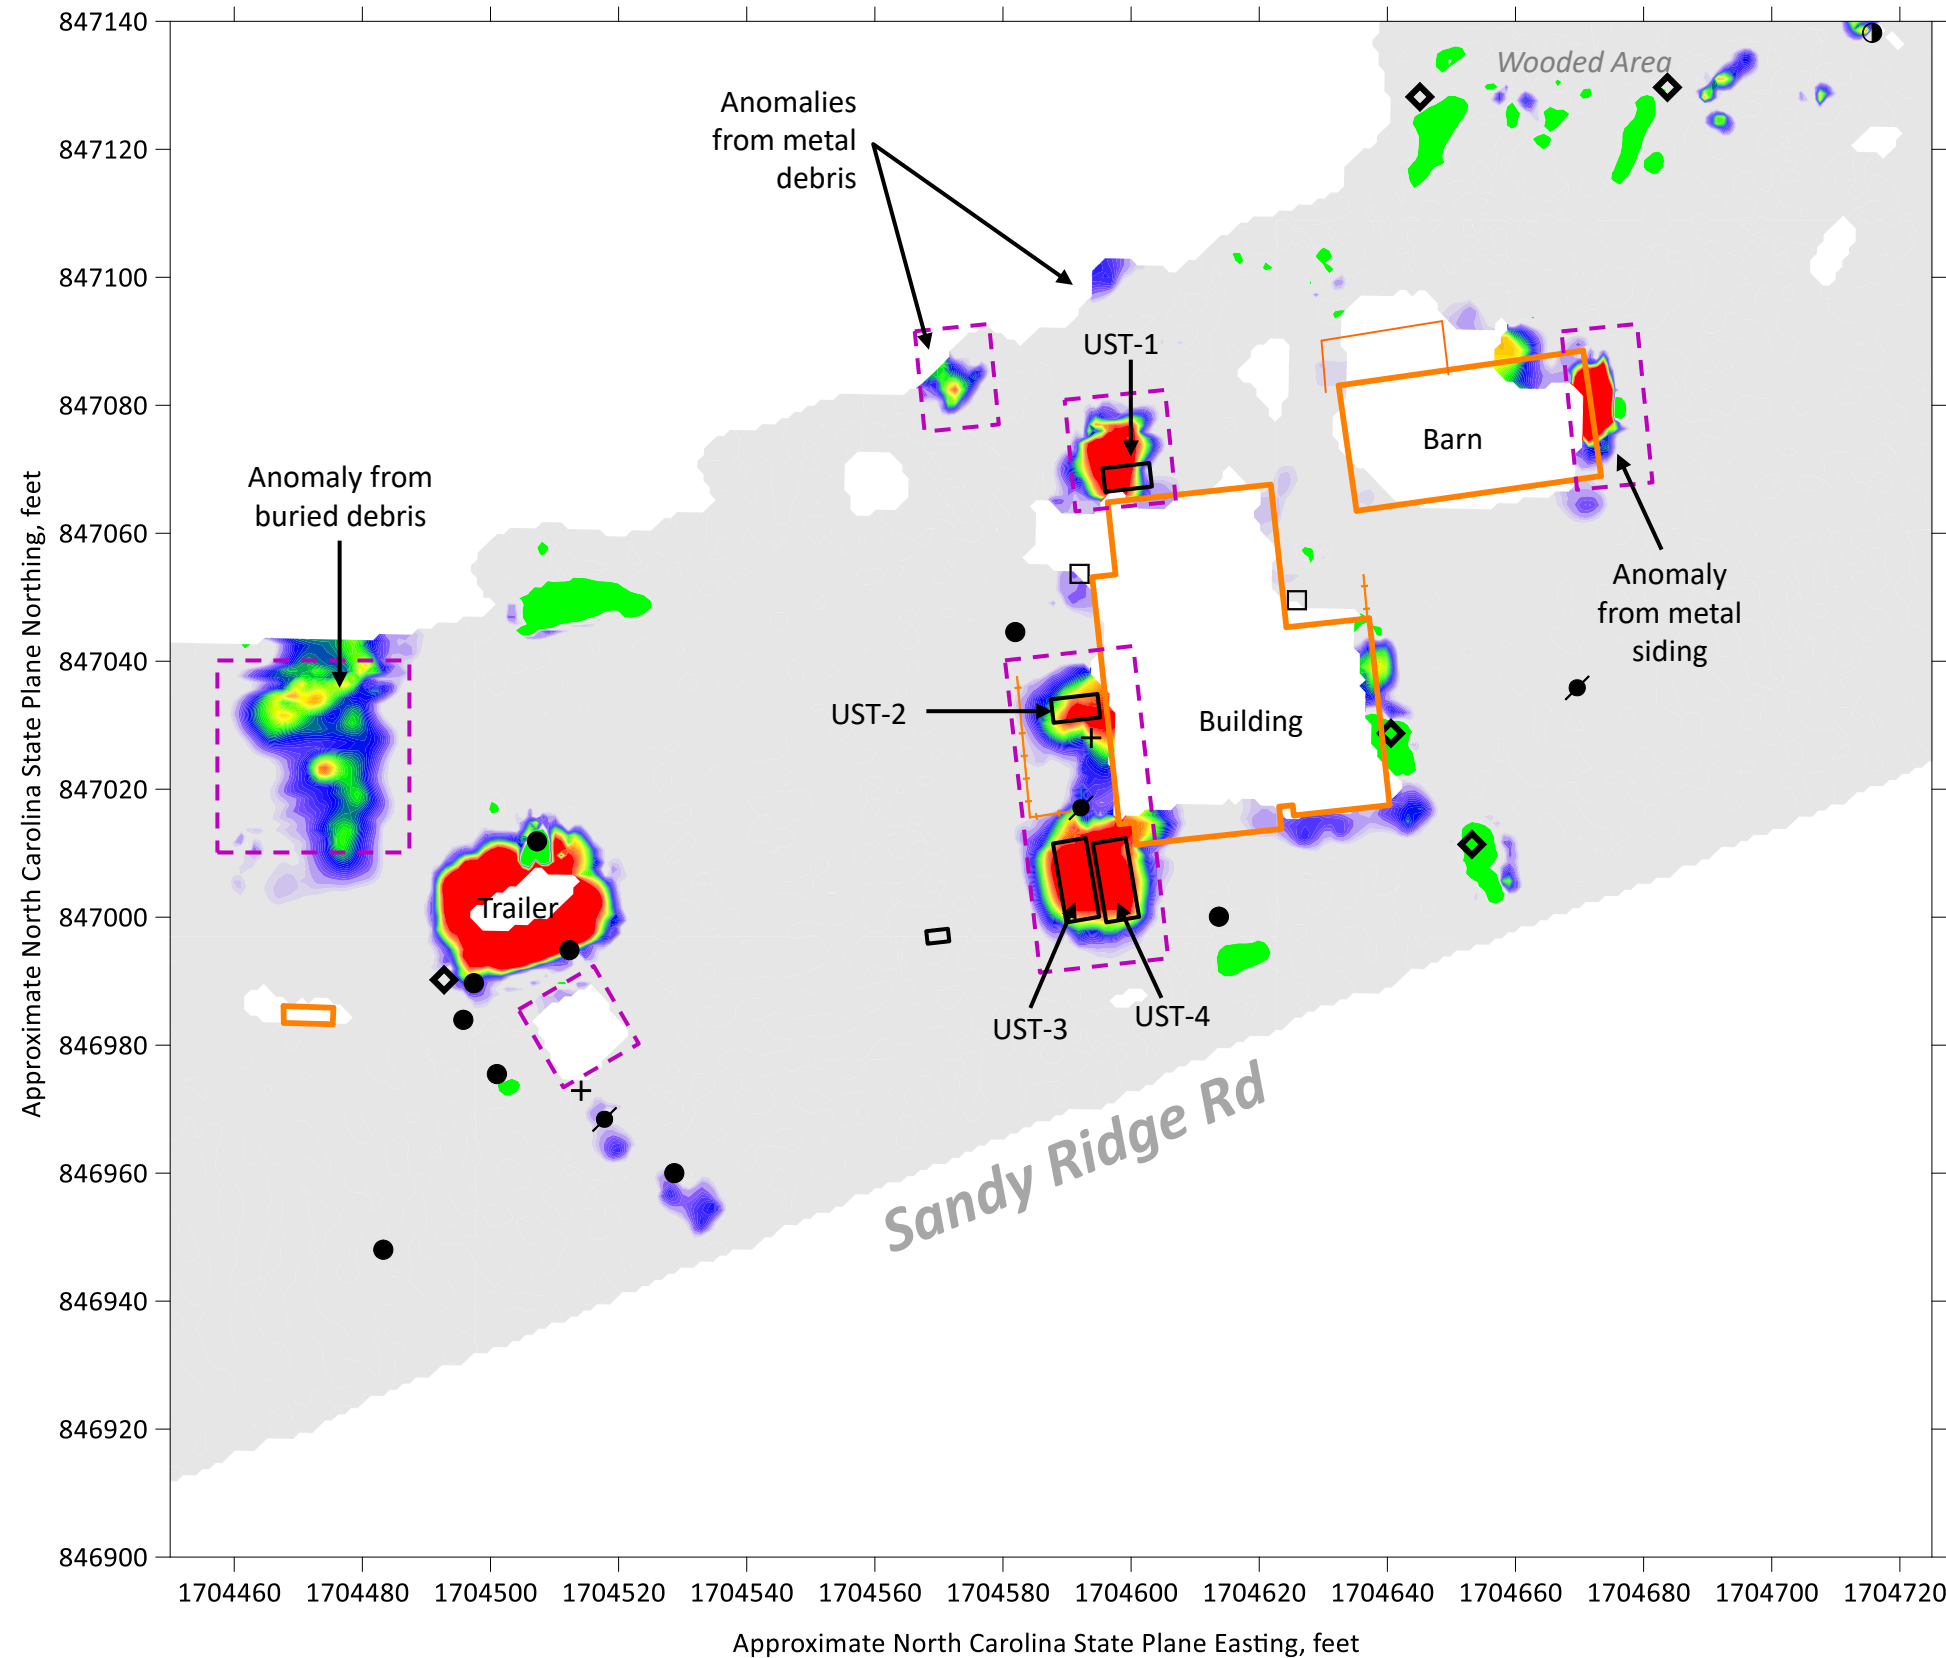 847140
847120
847100
847080
847060
847040
847020
847000
846980
846960
846940
846920
846900
Approximate North Carolina State Plane Northing, feet
Wooded Area
Anomalies
from metal
debris
UST-1
Barn
Anomaly from
buried debris
Anomaly
from metal
siding
UST-2
Building
Trailer
UST-3
UST-4
Sandy Ridge Rd
1704460 1704480 1704500 1704520 1704540 1704560 1704580 1704600 1704620 1704640 1704660 1704680 1704700 1704720
Approximate North Carolina State Plane Easting, feet